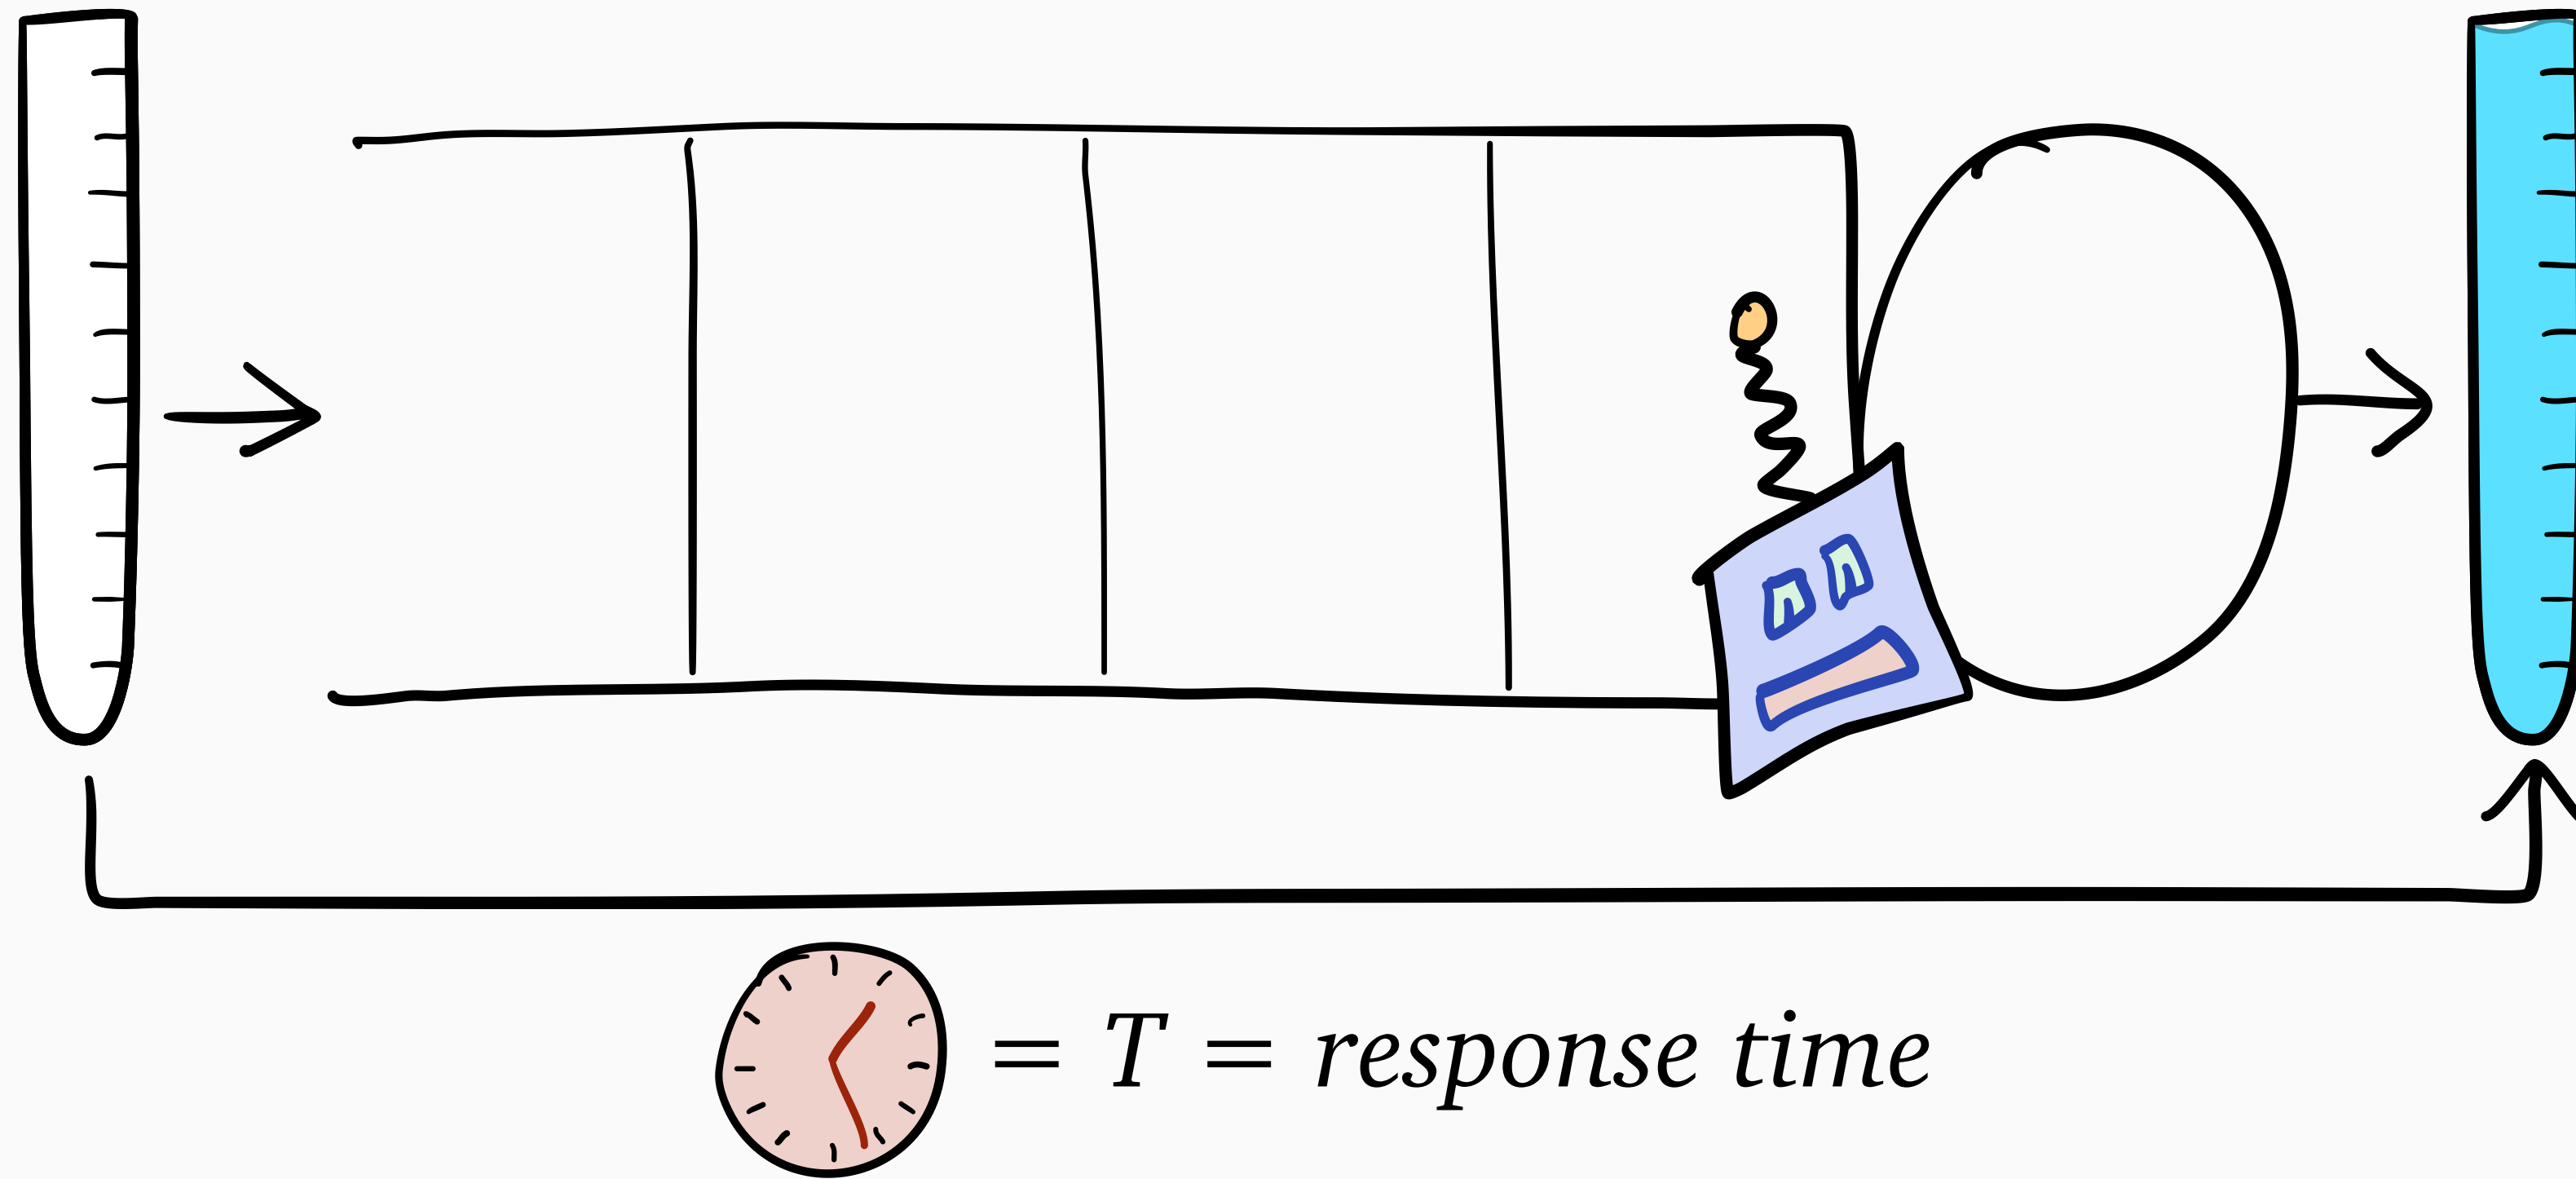 = T = response time